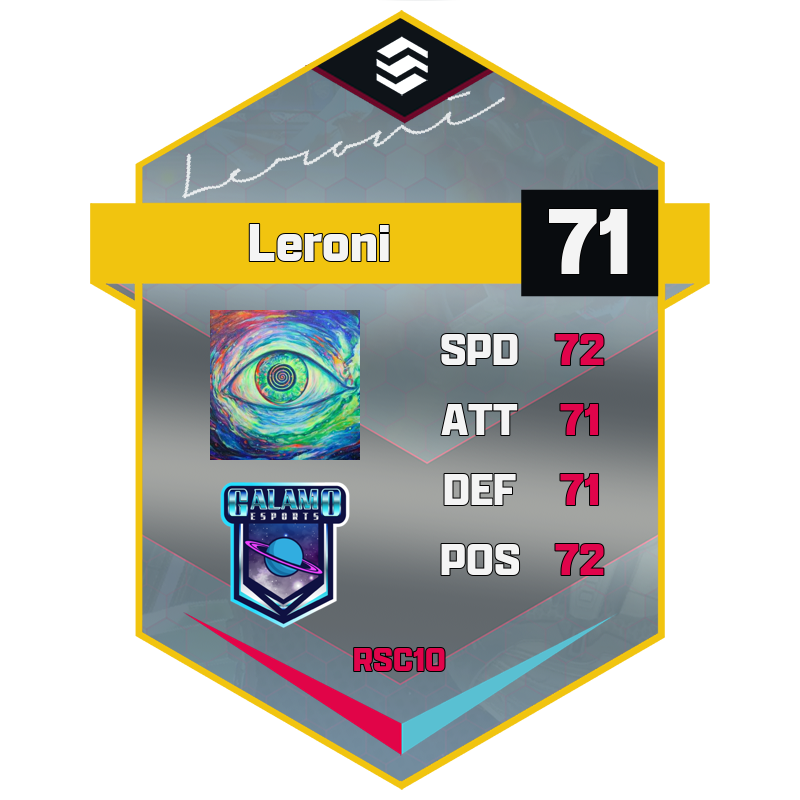 Leroni
Leroni 71
SPD 72
ATT 71
DEF 71
POS 72
GALAMO
ESPORTS
RSC10